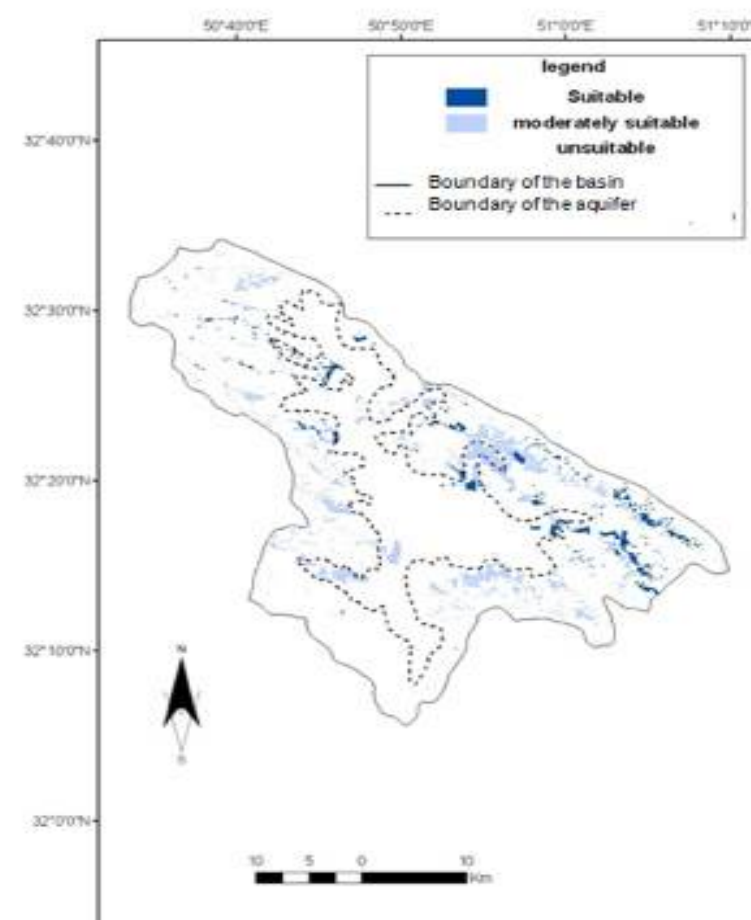 50°40'0"E 50°50'0"E 51°0'0"E 51°10'0"E
legend
Suitable
moderately suitable
unsuitable
Boundary of the basin
Boundary of the aquifer
32°40'0"N
32°30'0"N
32°20'0"N
32°10'0"N
32°0'0"N
N
S
10 5 0 10
Km